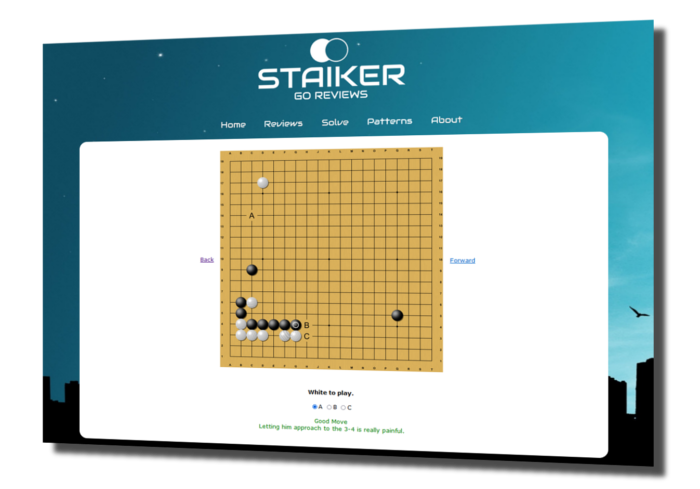 STAIKER
GO REVIEWS
Home Reviews Solve Patterns About
A
Back
Forward
B
C
White to play.
A B C
Good Move
Letting him approach to the 3-4 is really painful.